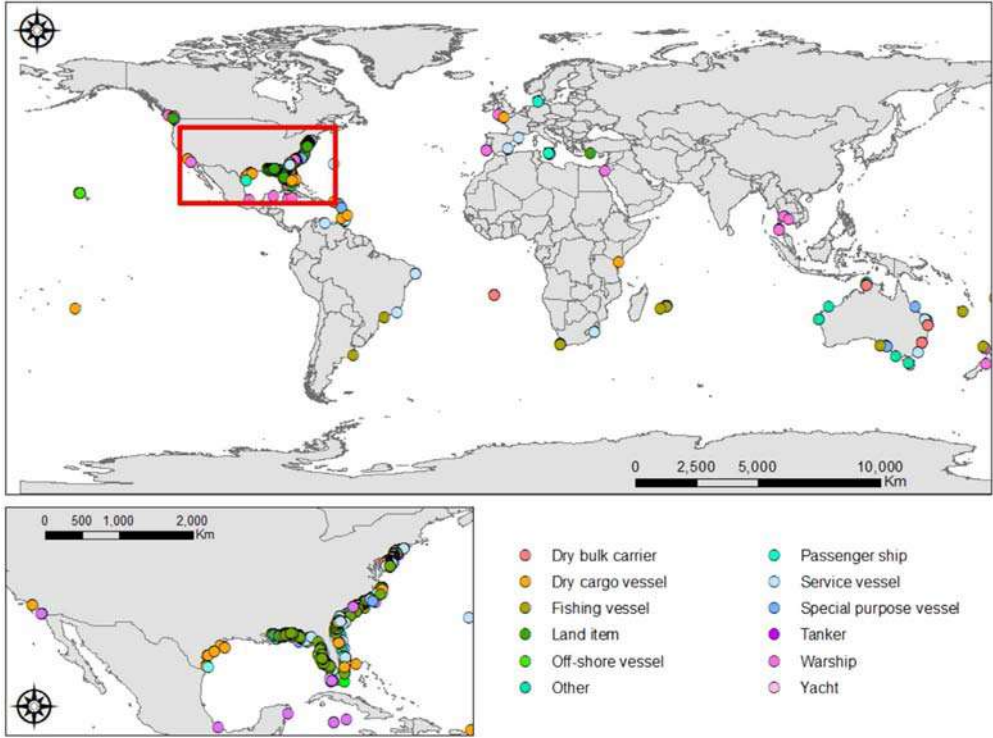 0 2,500 5,000 10,000
Km
0 500 1,000 2,000
Km
Dry bulk carrier
Dry cargo vessel
Fishing vessel
Land item
Off-shore vessel
Other
Passenger ship
Service vessel
Special purpose vessel
Tanker
Warship
Yacht